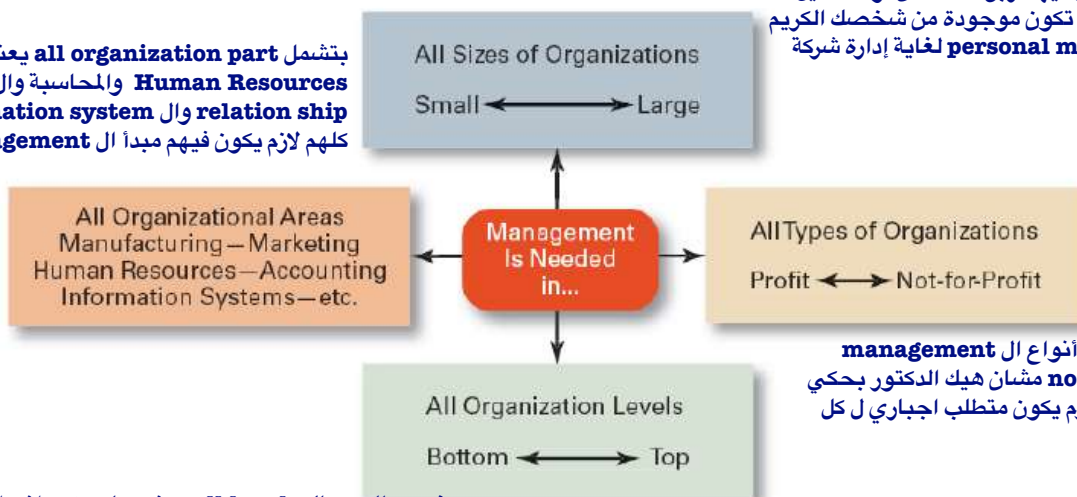 تكون موجودة من شخصك الكريم
لغاية إدارة شركة personal m
بتشمل all organization part
Human Resources والمحاسبة
relation ship وال ation system
كلهم لازم يكون فيهم مبدأ ال gement
All Sizes of Organizations
Small Large
All Organizational Areas
Manufacturing—Marketing
Human Resources—Accounting
Information Systems—etc.
Management
Is Needed
in...
All Types of Organizations
Profit Not-for-Profit
أنواع ال management
no مشان هيك الدكتور بحكي
يكون متطلب اجباري ل كل
All Organization Levels
Bottom Top